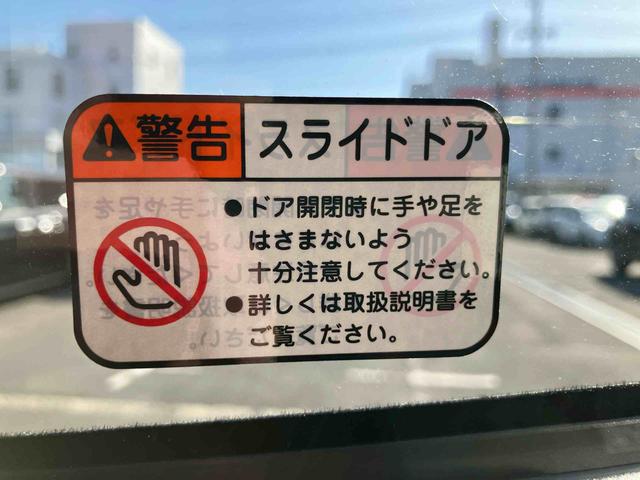 警告 スライドドア
●ドア開閉時に手や足を
はさまないよう
十分注意してください。
●詳しくは取扱説明書を
ご覧ください。